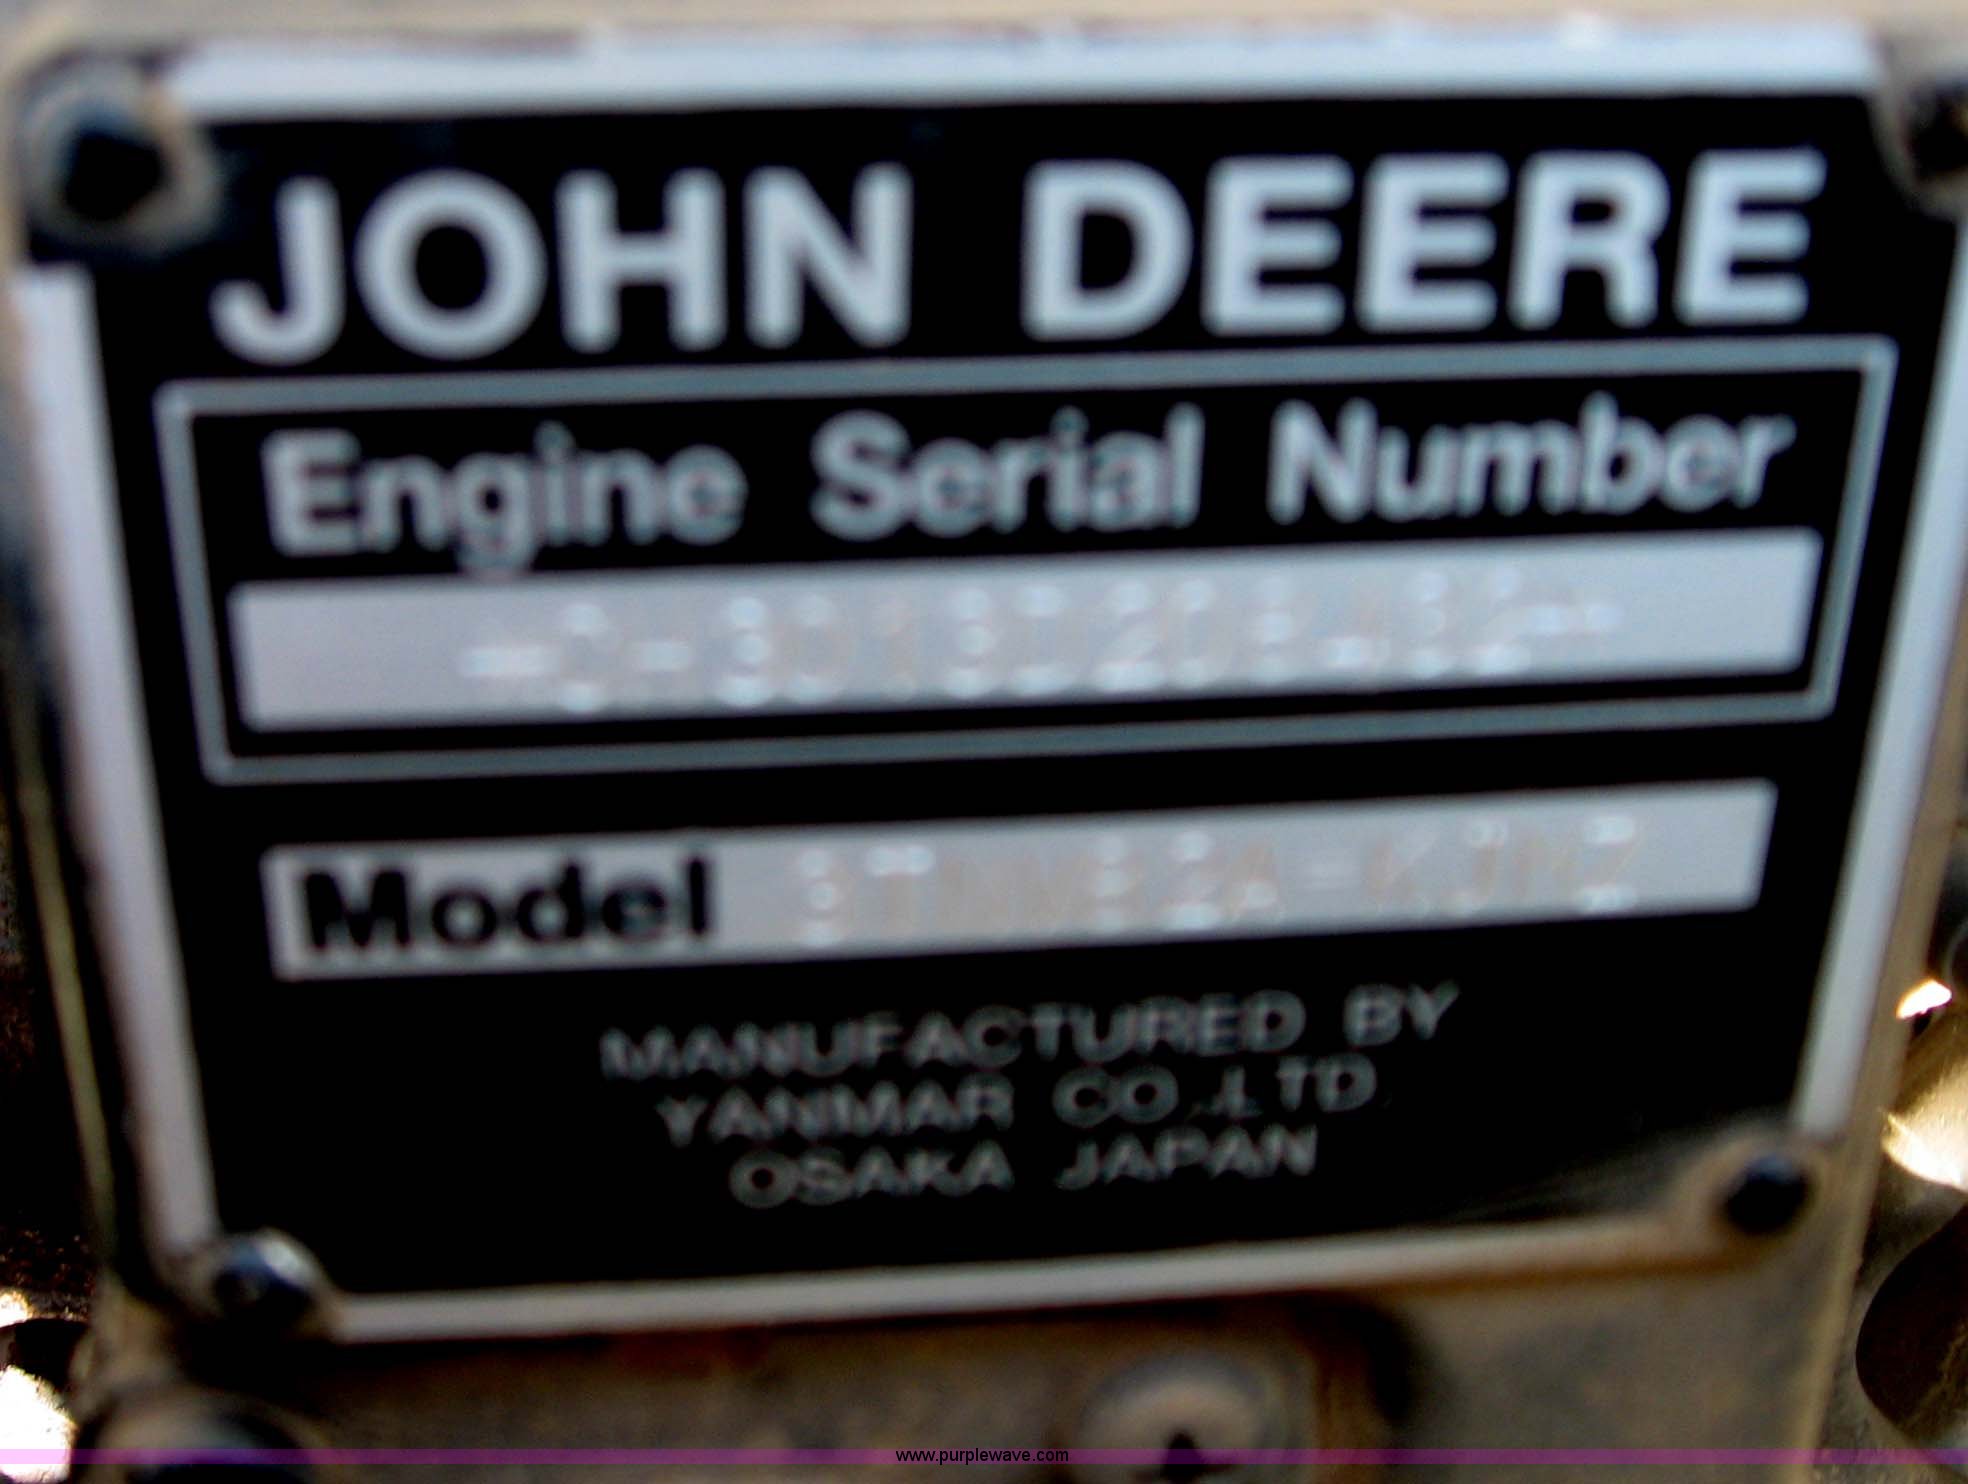 JOHN DEERE
Engine Serial Number
Model
MANUFACTURED BY
YANMAR CO.,LTD.
OSAKA JAPAN
www.purplewave.com